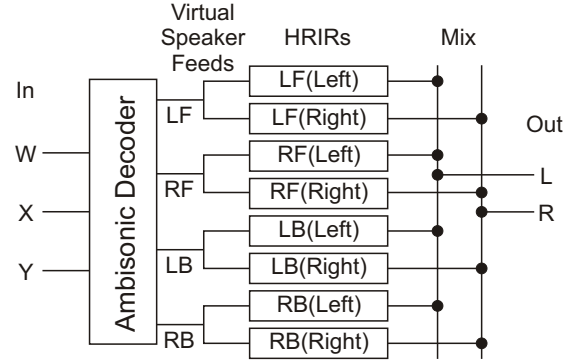 Virtual
Speaker
Feeds
HRIRs
Mix
In
Out
W
X
Y
Ambisonic Decoder
LF
RF
LB
RB
LF(Left)
LF(Right)
RF(Left)
RF(Right)
LB(Left)
LB(Right)
RB(Left)
RB(Right)
L
R